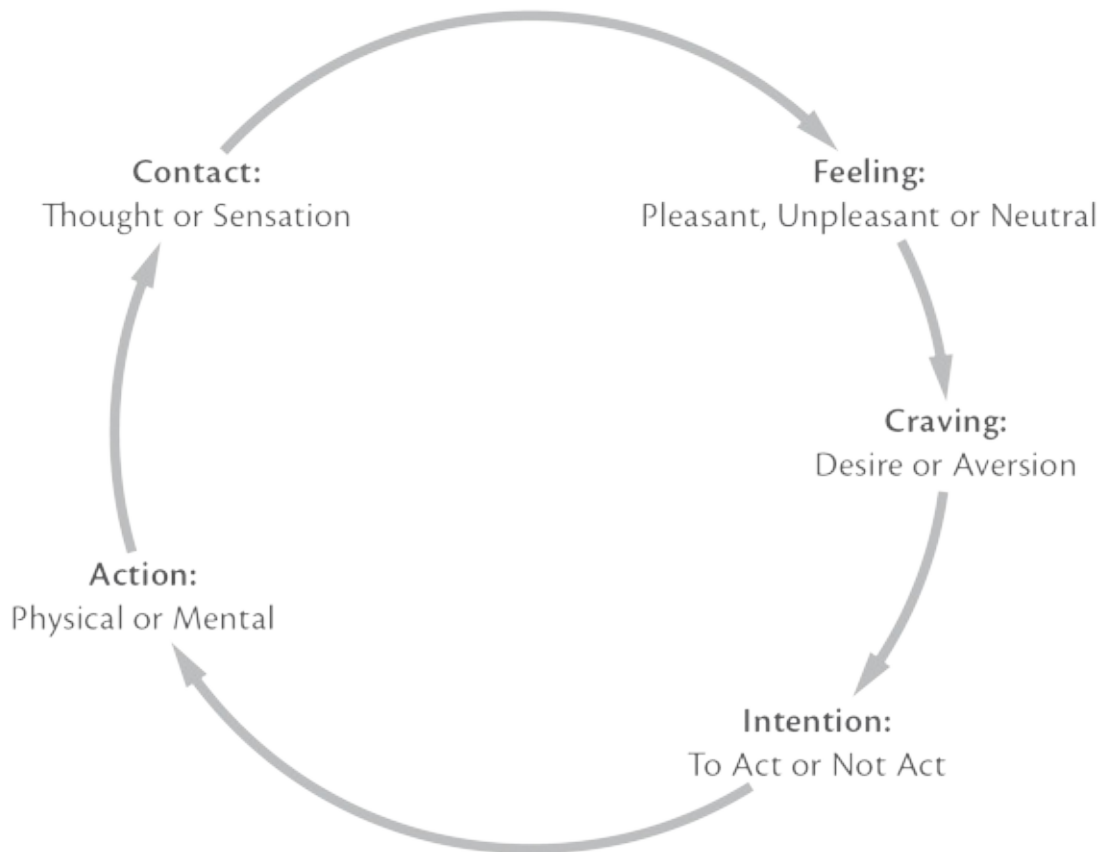 Contact:
Thought or Sensation
Feeling:
Pleasant, Unpleasant or Neutral
Craving:
Desire or Aversion
Intention:
To Act or Not Act
Action:
Physical or Mental